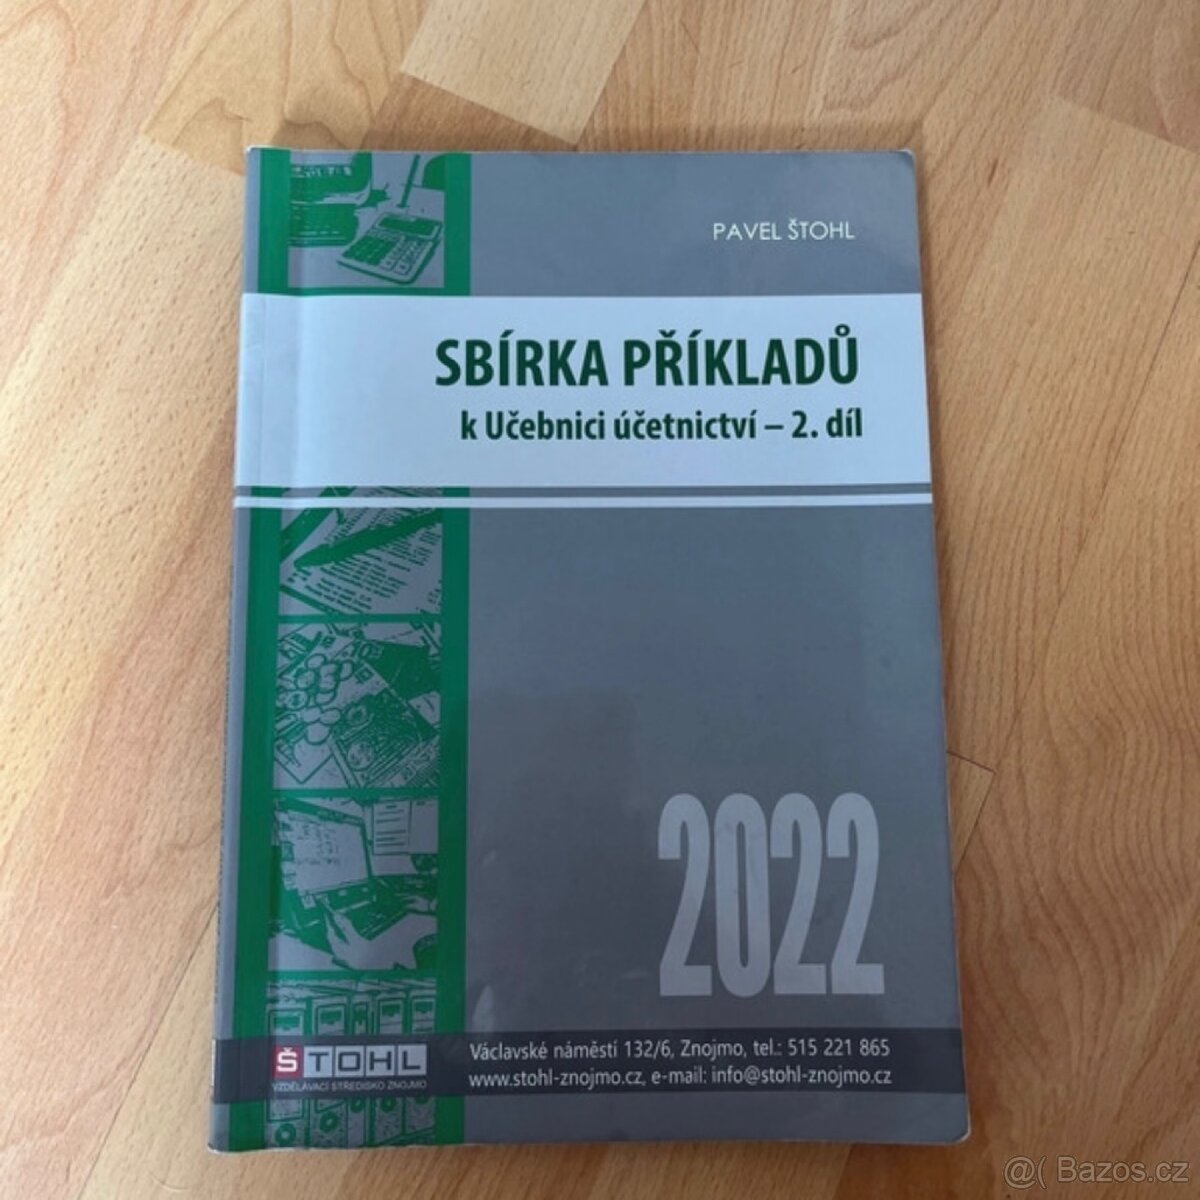 PAVEL ŠTOHL
SBÍRKA PŘÍKLADŮ
k Učebnici účetnictví – 2. díl
2022
ŠTOHL
VZDĚLÁVACÍ STŘEDISKO ZNOJMO
Václavské náměstí 132/6, Znojmo, tel.: 515 221 865
www.stohl-znojmo.cz, e-mail: info@stohl-znojmo.cz
@( Bazos.cz